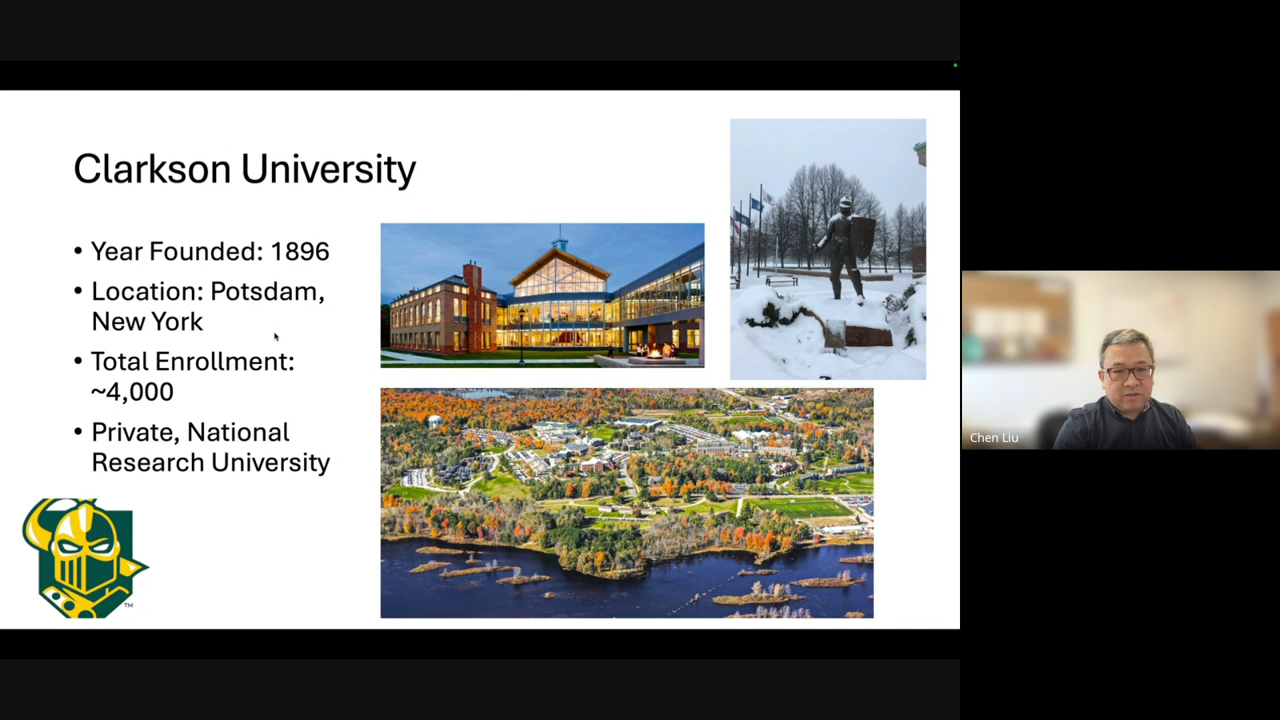 Clarkson University
• Year Founded: 1896
• Location: Potsdam,
New York
• Total Enrollment:
~4,000
• Private, National
Research University
TM
Chen Liu